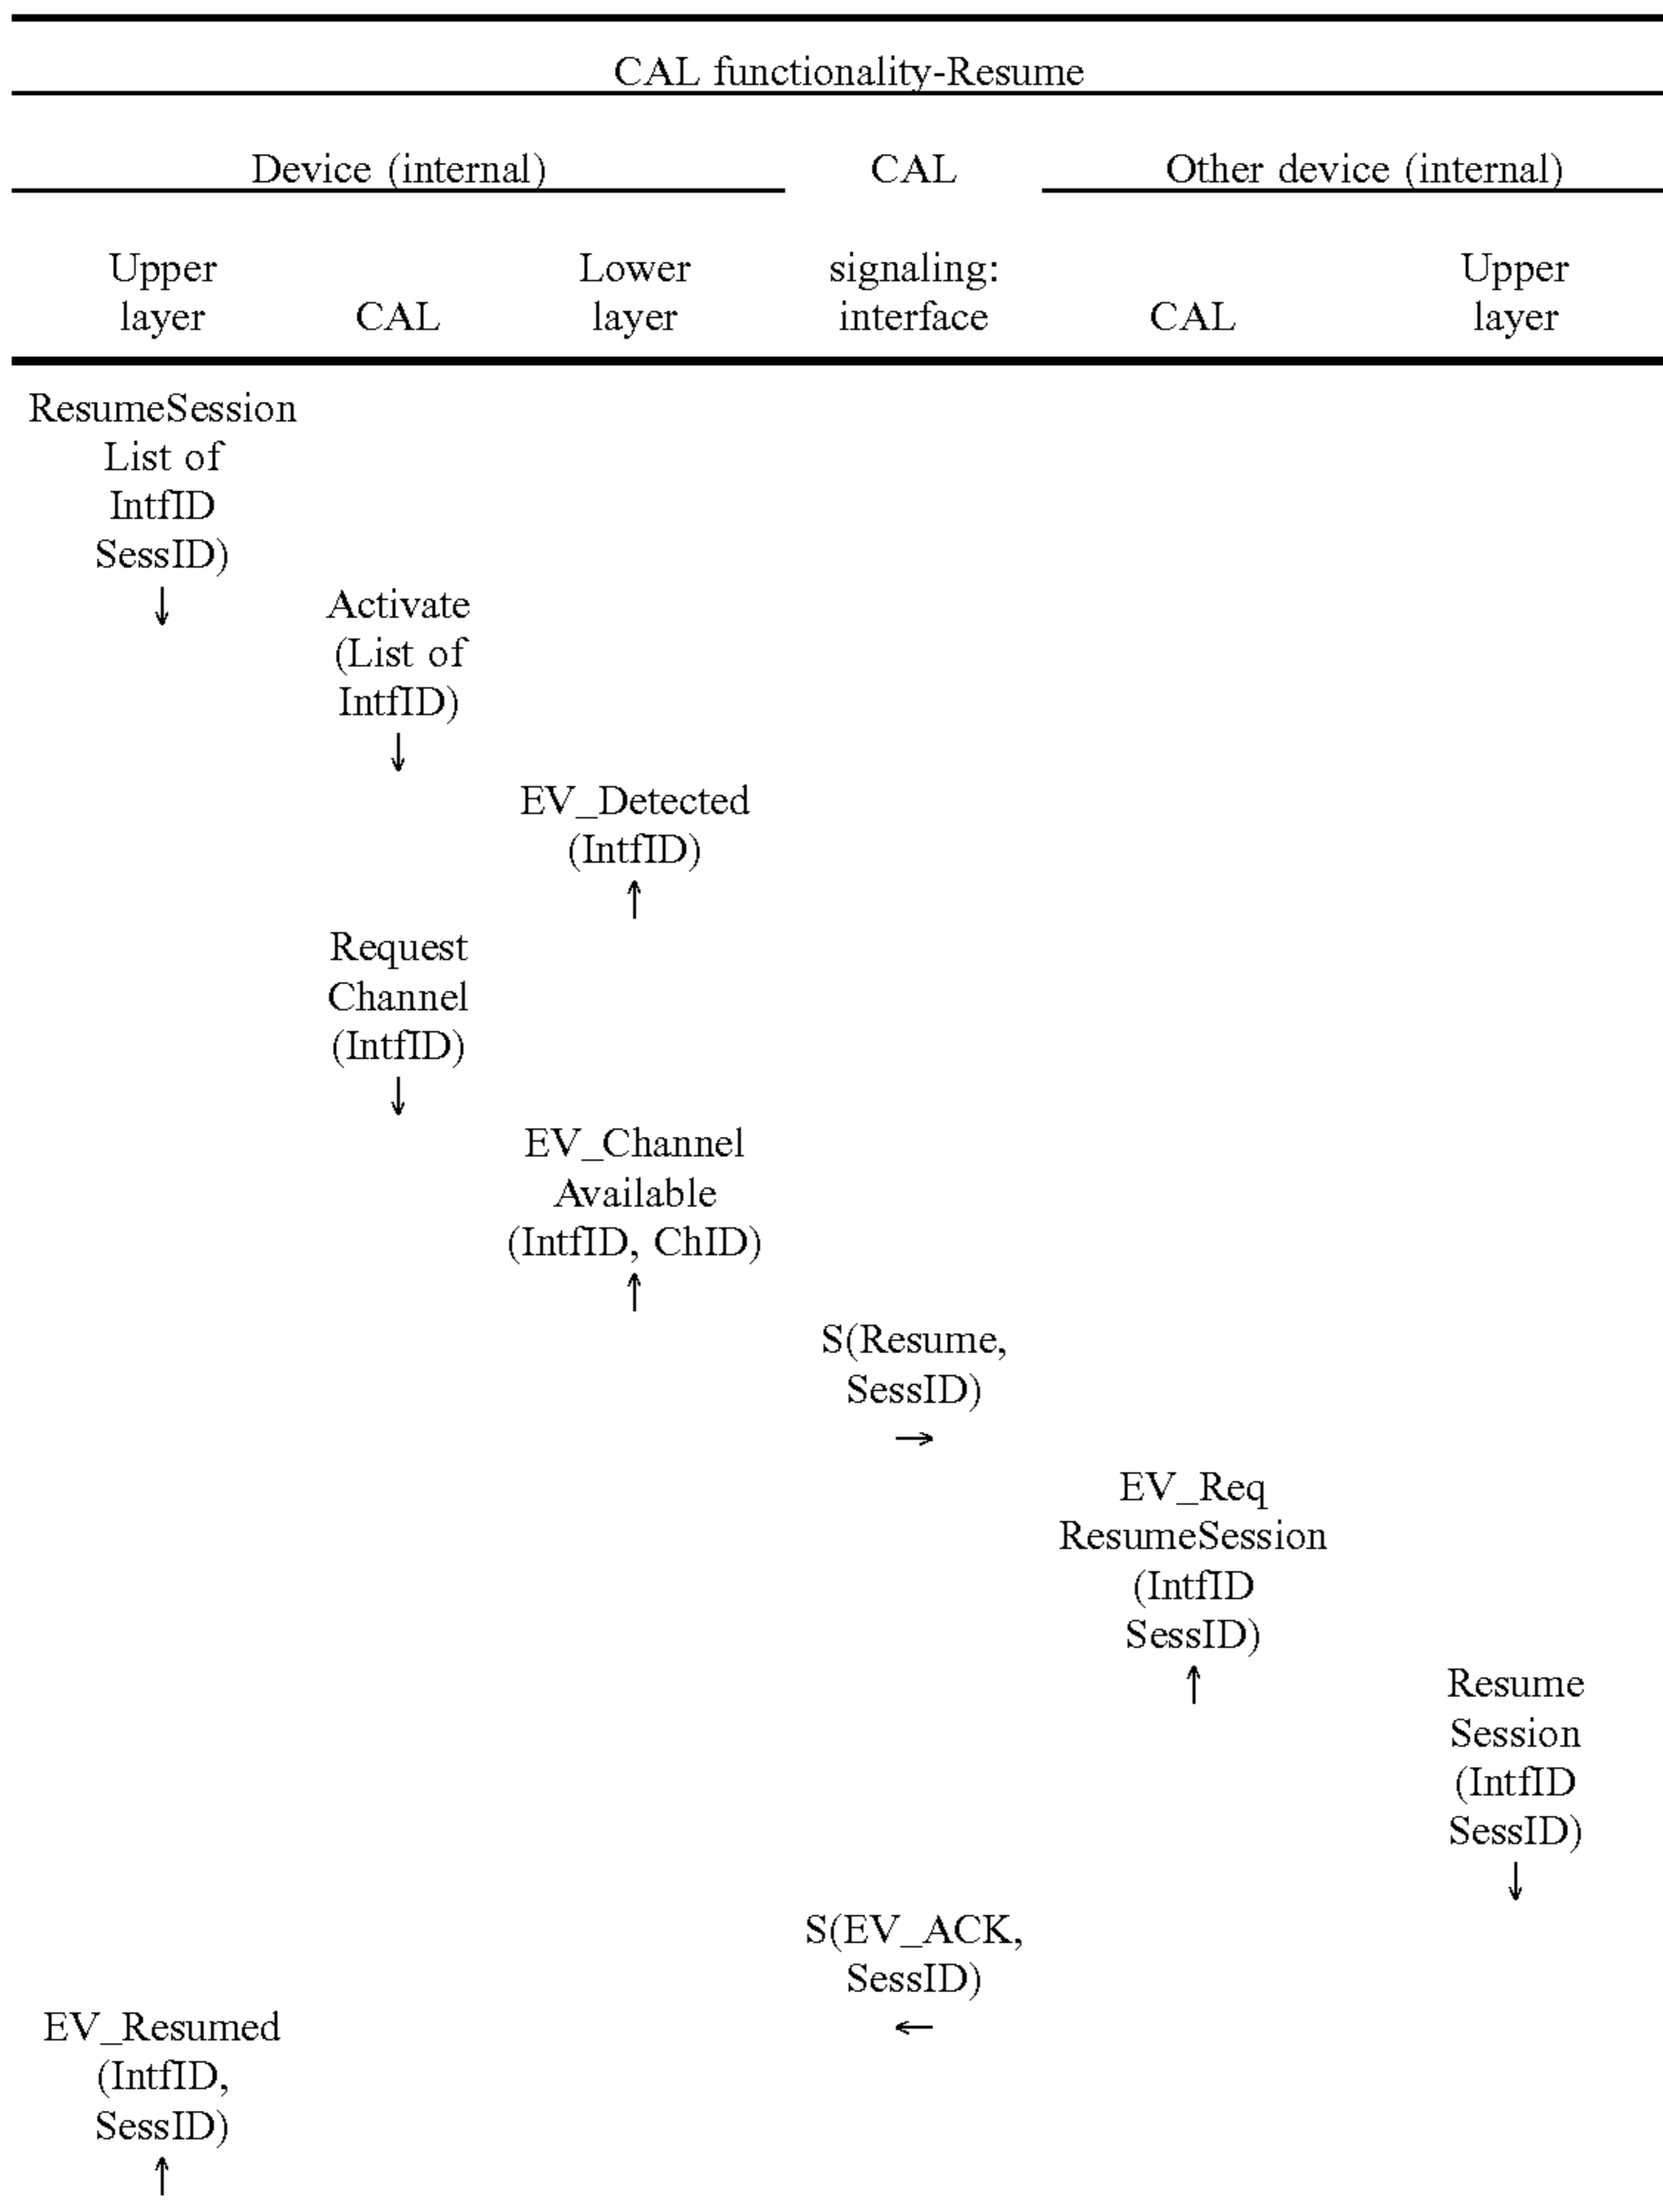 CAL functionality-Resume
Device (internal) CAL Other device (internal)
Upper Lower signaling: Upper
layer CAL layer interface CAL layer
ResumeSession
List of
IntfID
SessID)
↓ Activate
(List of
IntfID)
↓
EV_Detected
(IntfID)
↑
Request
Channel
(IntfID)
↓
EV_Channel
Available
(IntfID, ChID)
↑
S(Resume,
SessID)
→
EV_Req
ResumeSession
(IntfID
SessID)
↑ Resume
Session
(IntfID
SessID)
↓
S(EV_ACK,
SessID)
EV_Resumed ←
(IntfID,
SessID)
↑